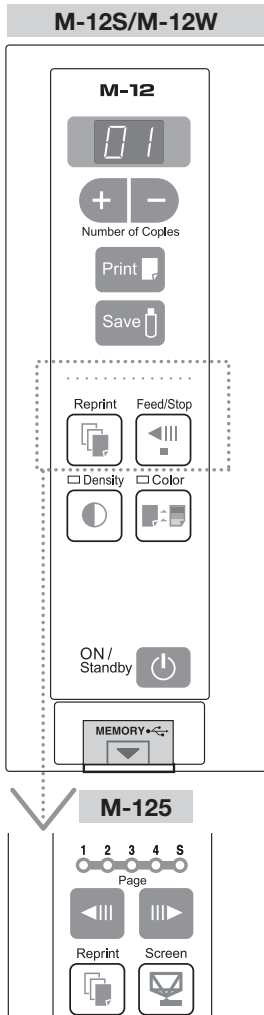 M-12S/M-12W
M-12
01
+ −
Number of Copies
Print
Save
Reprint Feed/Stop
Density Color
ON /
Standby
MEMORY
M-125
1 2 3 4 S
Page
Reprint Screen